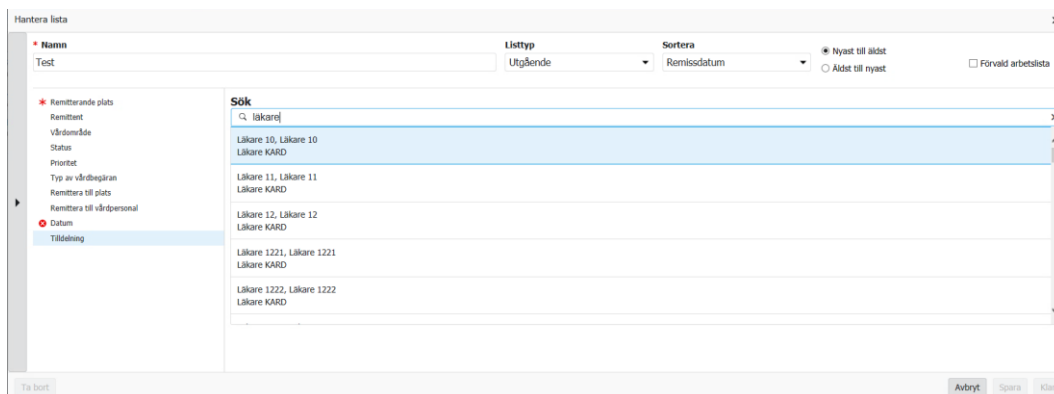 Hantera lista
* Namn
Test
Listtyp
Utgående
Sortera
Remissdatum
Nyast till äldst
Äldst till nyast
Förvald arbetslista
Remitterande plats
Remittent
Vårdområde
Status
Prioritet
Typ av vårdbegäran
Remittera till plats
Remittera till vårdpersonal
Datum
Tilldelning
Sök
läkare
Läkare 10, Läkare 10
Läkare KARD
Läkare 11, Läkare 11
Läkare KARD
Läkare 12, Läkare 12
Läkare KARD
Läkare 1221, Läkare 1221
Läkare KARD
Läkare 1222, Läkare 1222
Läkare KARD
Ta bort
Avbryt
Spara